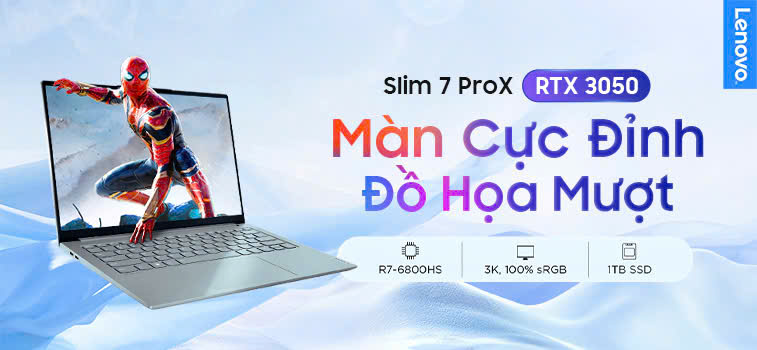 Lenovo
Slim 7 ProX RTX 3050
Màn Cực Đỉnh
Đồ Họa Mượt
R7-6800HS
3K, 100% sRGB
1TB SSD